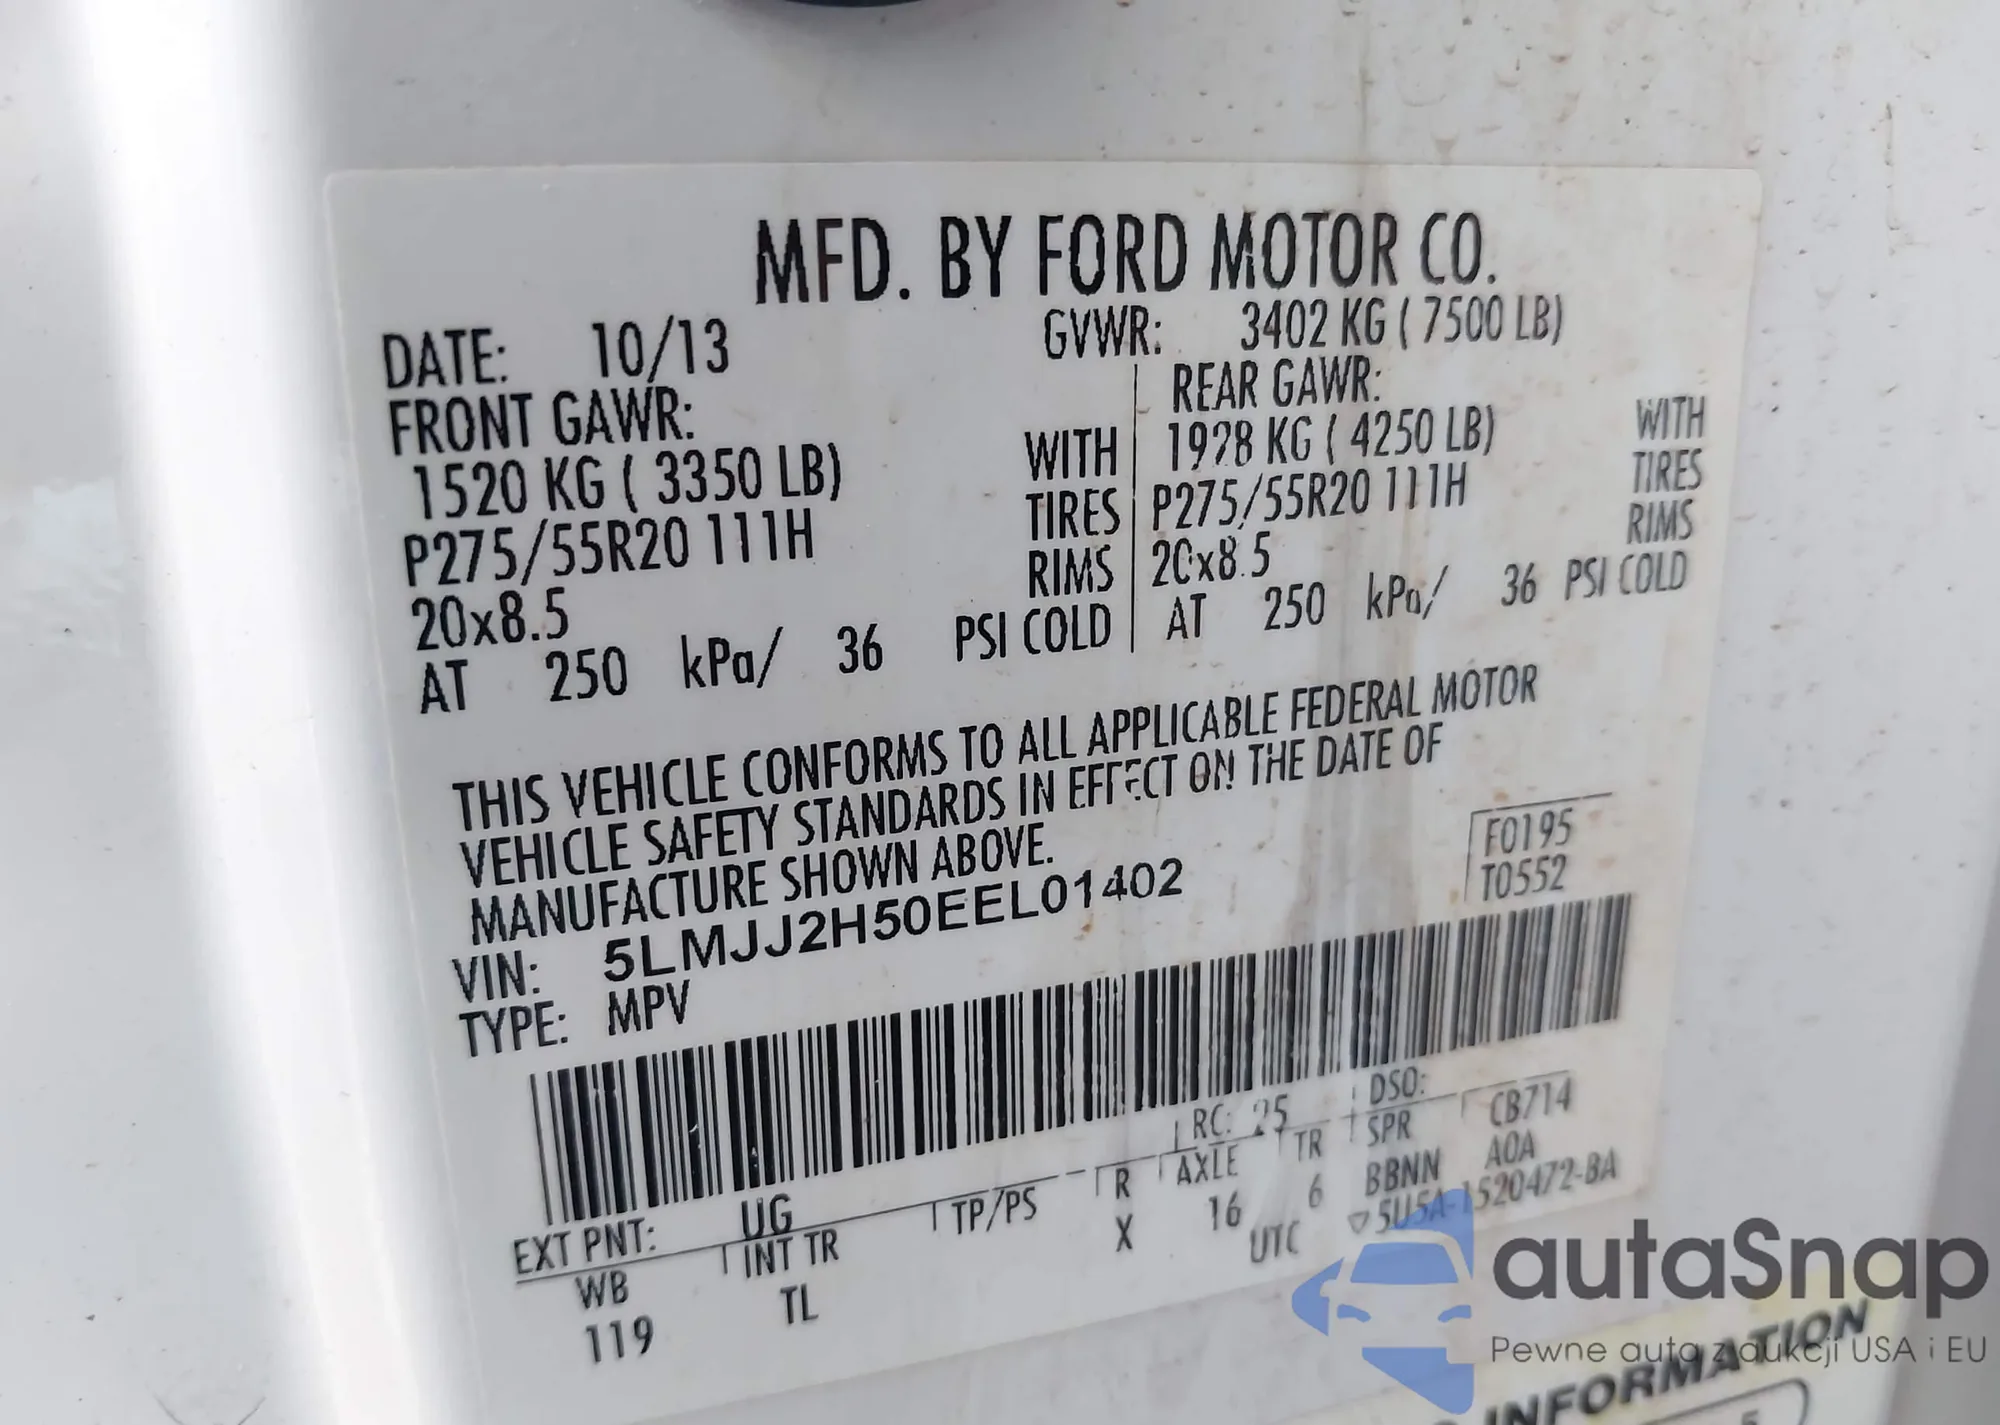 MFD. BY FORD MOTOR CO.
DATE: 10/13 GVWR: 3402 KG ( 7500 LB)
FRONT GAWR: REAR GAWR:
1520 KG ( 3350 LB) WITH 1928 KG ( 4250 LB) WITH
P275/55R20 111H TIRES P275/55R20 111H TIRES
20x8.5 RIMS 20x8.5 RIMS
AT 250 kPa/ 36 PSI COLD AT 250 kPa/ 36 PSI COLD
THIS VEHICLE CONFORMS TO ALL APPLICABLE FEDERAL MOTOR
VEHICLE SAFETY STANDARDS IN EFFECT ON THE DATE OF
MANUFACTURE SHOWN ABOVE.
F0195
T0552
VIN: 5LMJJ2H50EEL01402
TYPE: MPV
EXT PNT: UG RC: 25 DSO: CB714
WB INT TR TP/PS R AXLE TR SPR A0A
119 TL X 16 6 BBNN
UTC ▽5U5A-1520472-BA
autaSnap
Pewne auta z aukcji USA i EU
INFORMATION